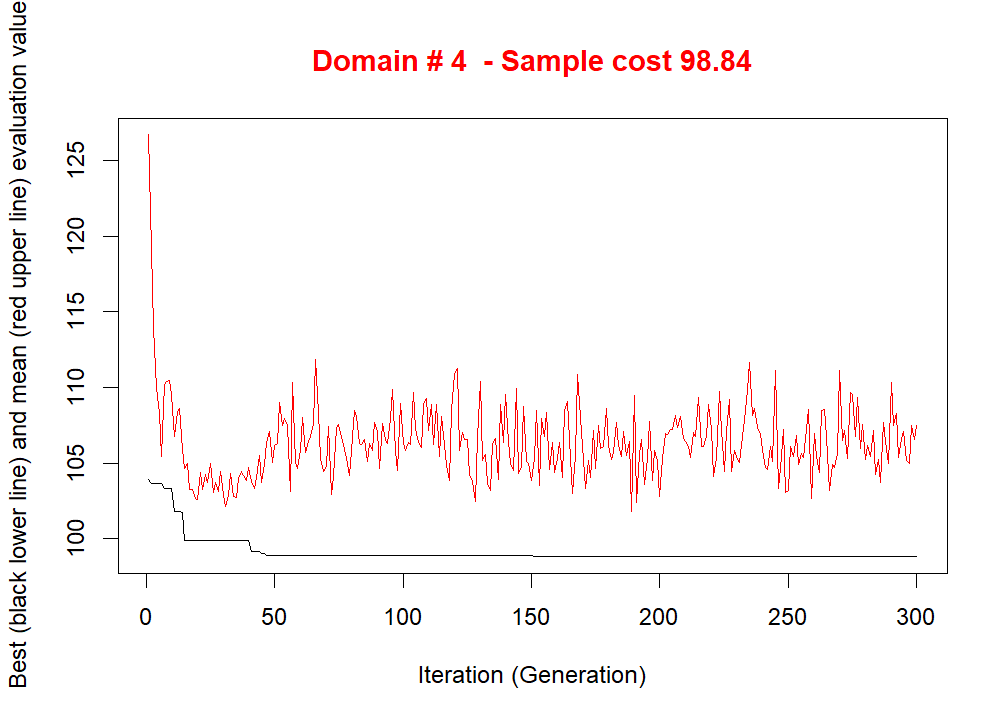 Domain # 4  - Sample cost 98.84
Best (black lower line) and mean (red upper line) evaluation value
125
120
115
110
105
100
0 50 100 150 200 250 300
Iteration (Generation)